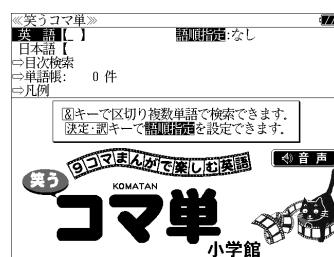 ≪笑うコマ単≫
英 語【_ 】 語順指定:なし
日本語【
⇨目次検索
⇨単語帳: 0 件
⇨凡例
&キーで区切り複数単語で検索できます.
決定・訳キーで語順指定を設定できます.
9コマまんがで楽しむ英語
音声
笑う
KOMATAN
コマ単
小学館